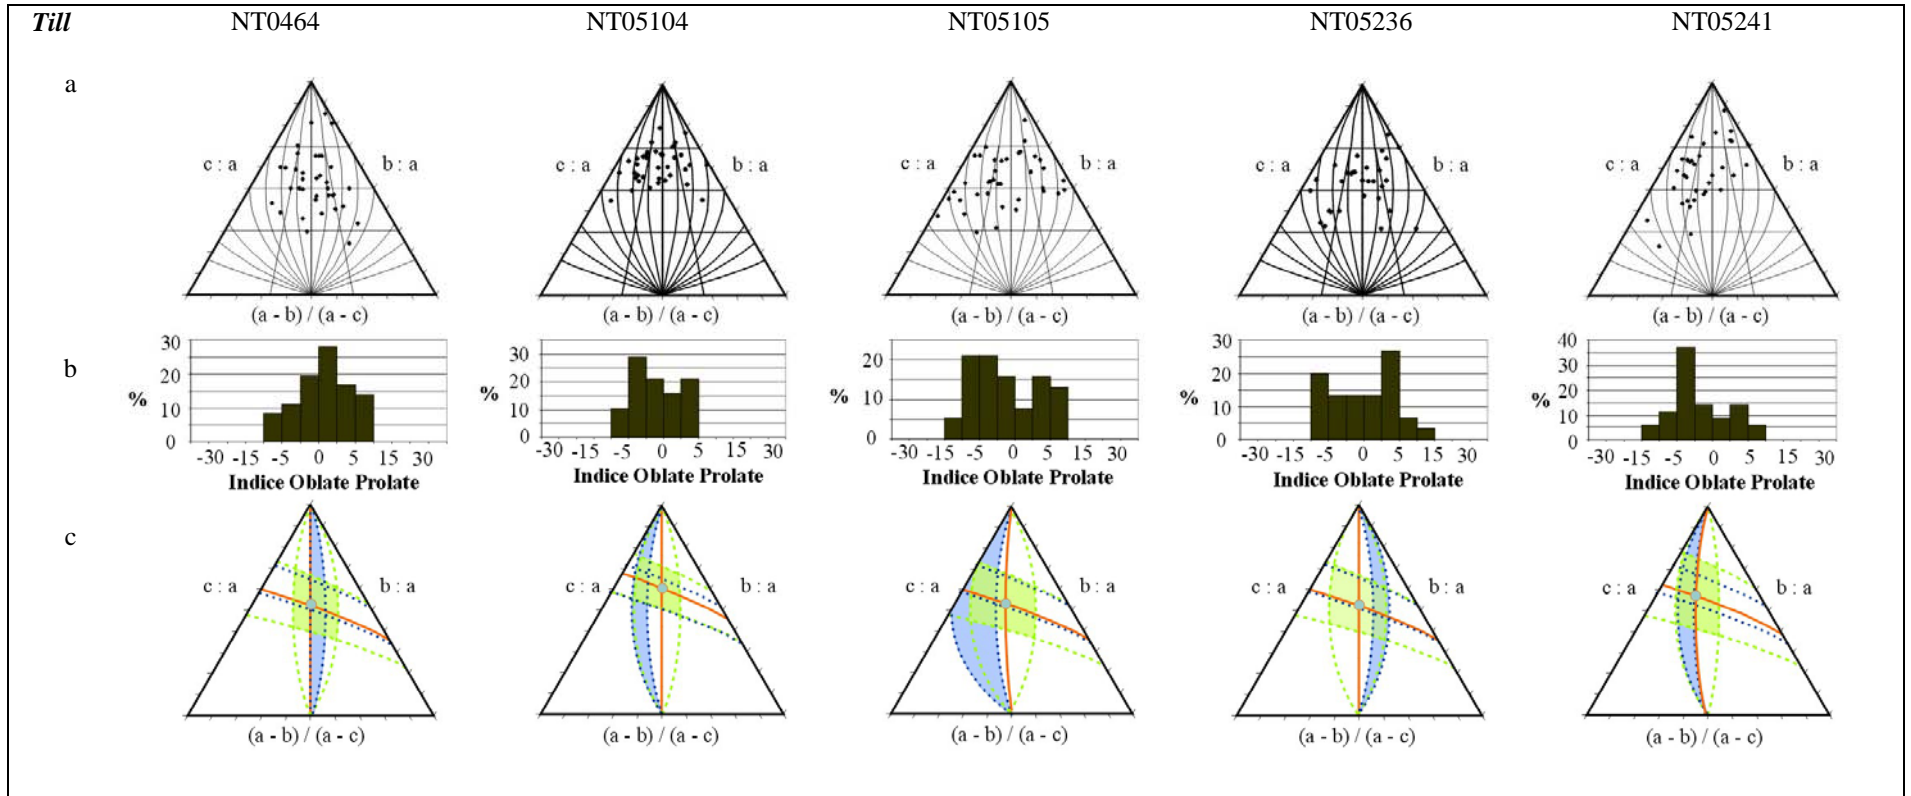 Till NT0464 NT05104 NT05105 NT05236 NT05241
a
c : a b : a c : a b : a c : a b : a c : a b : a c : a b : a
(a - b) / (a - c) (a - b) / (a - c) (a - b) / (a - c) (a - b) / (a - c) (a - b) / (a - c)
b
30 20 10 0 % -30 -15 -5 0 5 15 30
Indice Oblate Prolate
30 20 10 0 % -30 -15 -5 0 5 15 30
Indice Oblate Prolate
20 10 0 % -30 -15 -5 0 5 15 30
Indice Oblate Prolate
30 20 10 0 % -30 -15 -5 0 5 15 30
Indice Oblate Prolate
40 30 20 10 0 % -30 -15 -5 0 5 15 30
Indice Oblate Prolate
c
c : a b : a c : a b : a c : a b : a c : a b : a c : a b : a
(a - b) / (a - c) (a - b) / (a - c) (a - b) / (a - c) (a - b) / (a - c) (a - b) / (a - c)